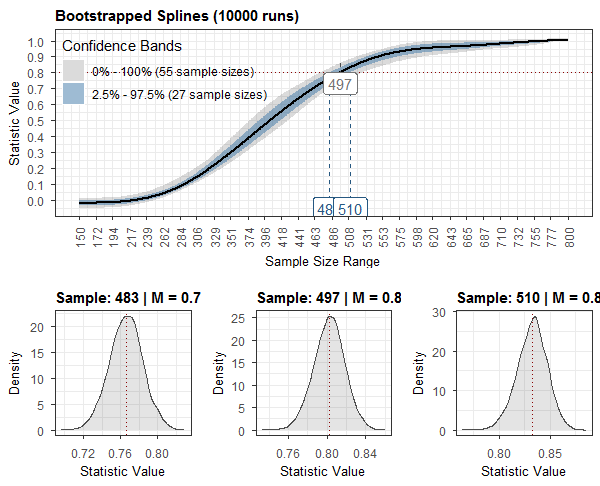 Bootstrapped Splines (10000 runs)
Confidence Bands
0% - 100% (55 sample sizes)
2.5% - 97.5% (27 sample sizes)
Statistic Value
1.0
0.9
0.8
0.7
0.6
0.5
0.4
0.3
0.2
0.1
0.0
497
48
510
150 172 194 217 239 262 284 306 329 351 374 396 418 441 463 486 508 531 553 575 598 620 643 665 687 710 732 755 777 800
Sample Size Range
Sample: 483 | M = 0.7
Density
20
15
10
5
0
0.72 0.76 0.80
Statistic Value
Sample: 497 | M = 0.8
Density
25
20
15
10
5
0
0.76 0.80 0.84
Statistic Value
Sample: 510 | M = 0.8
Density
30
20
10
0
0.80 0.85
Statistic Value